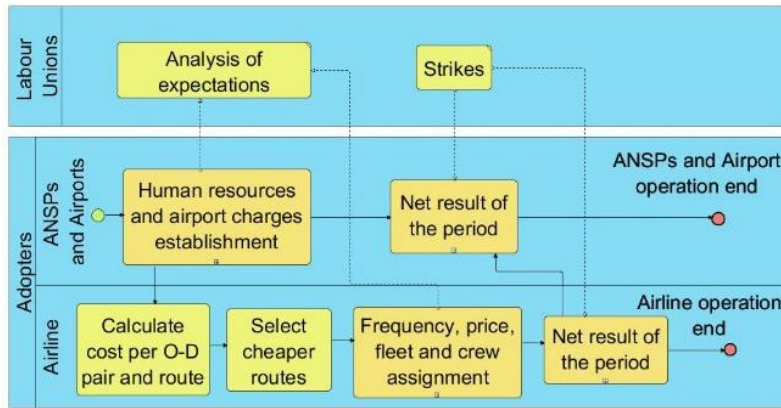 Labour
Unions
Analysis of
expectations
Strikes
Adopters
ANSPs
and Airports
Human resources
and airport charges
establishment
Net result of
the period
ANSPs and Airport
operation end
Airline
Calculate
cost per O-D
pair and route
Select
cheaper
routes
Frequency, price,
fleet and crew
assignment
Net result of
the period
Airline operation
end